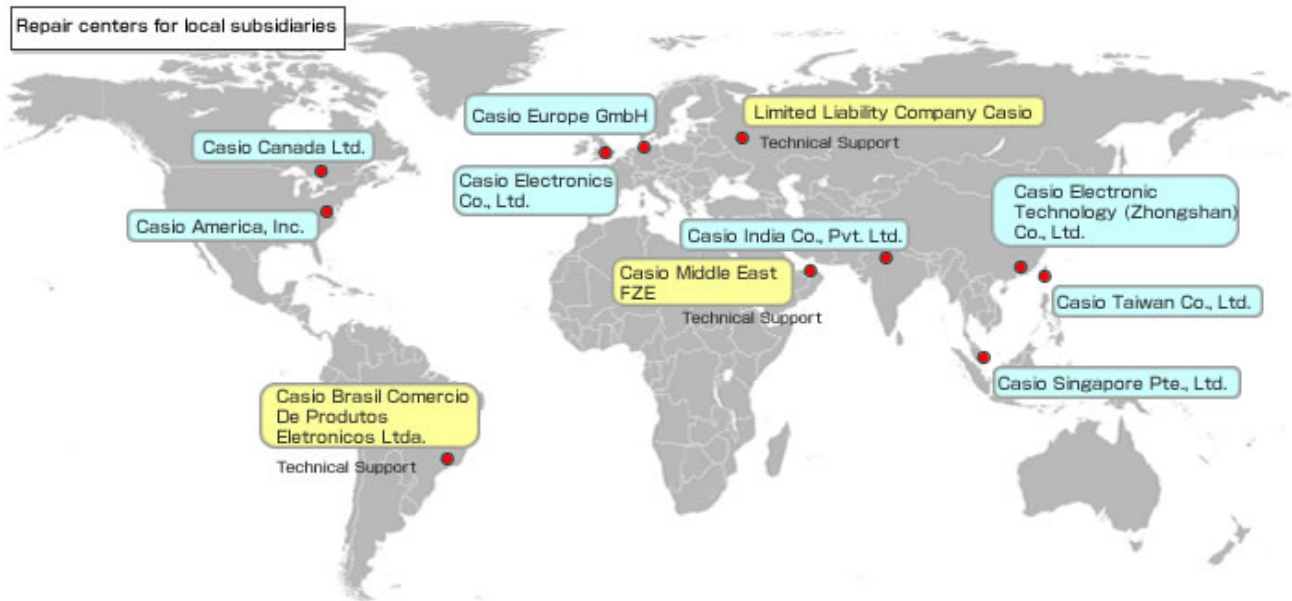 Repair centers for local subsidiaries
Casio Europe GmbH
Limited Liability Company Casio
Technical Support
Casio Canada Ltd.
Casio Electronics
Co., Ltd.
Casio Electronic
Technology (Zhongshan)
Co., Ltd.
Casio America, Inc.
Casio India Co., Pvt. Ltd.
Casio Middle East
FZE
Technical Support
Casio Taiwan Co., Ltd.
Casio Singapore Pte., Ltd.
Casio Brasil Comercio
De Produtos
Eletronicos Ltda.
Technical Support